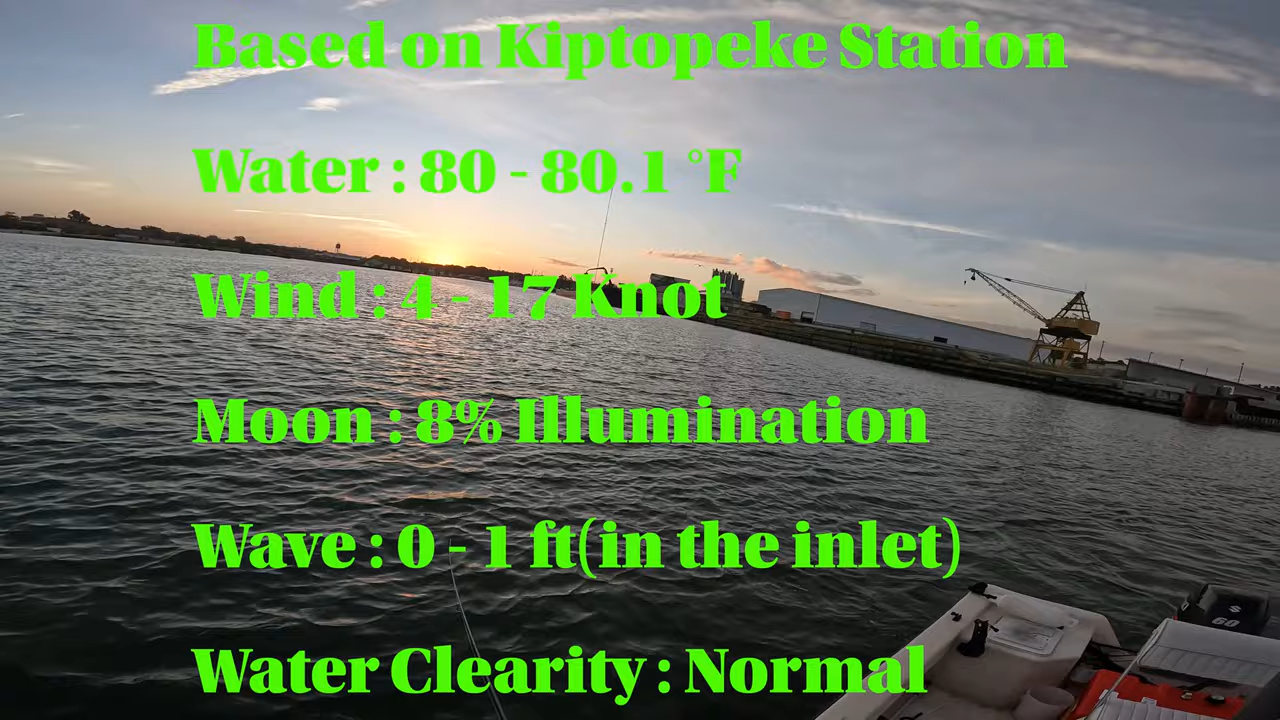 Based on Kiptopeke Station
Water : 80 - 80.1 °F
Wind : 4 - 17 Knot
Moon : 8% Illumination
Wave : 0 - 1 ft(in the inlet)
Water Clearity : Normal
S
60